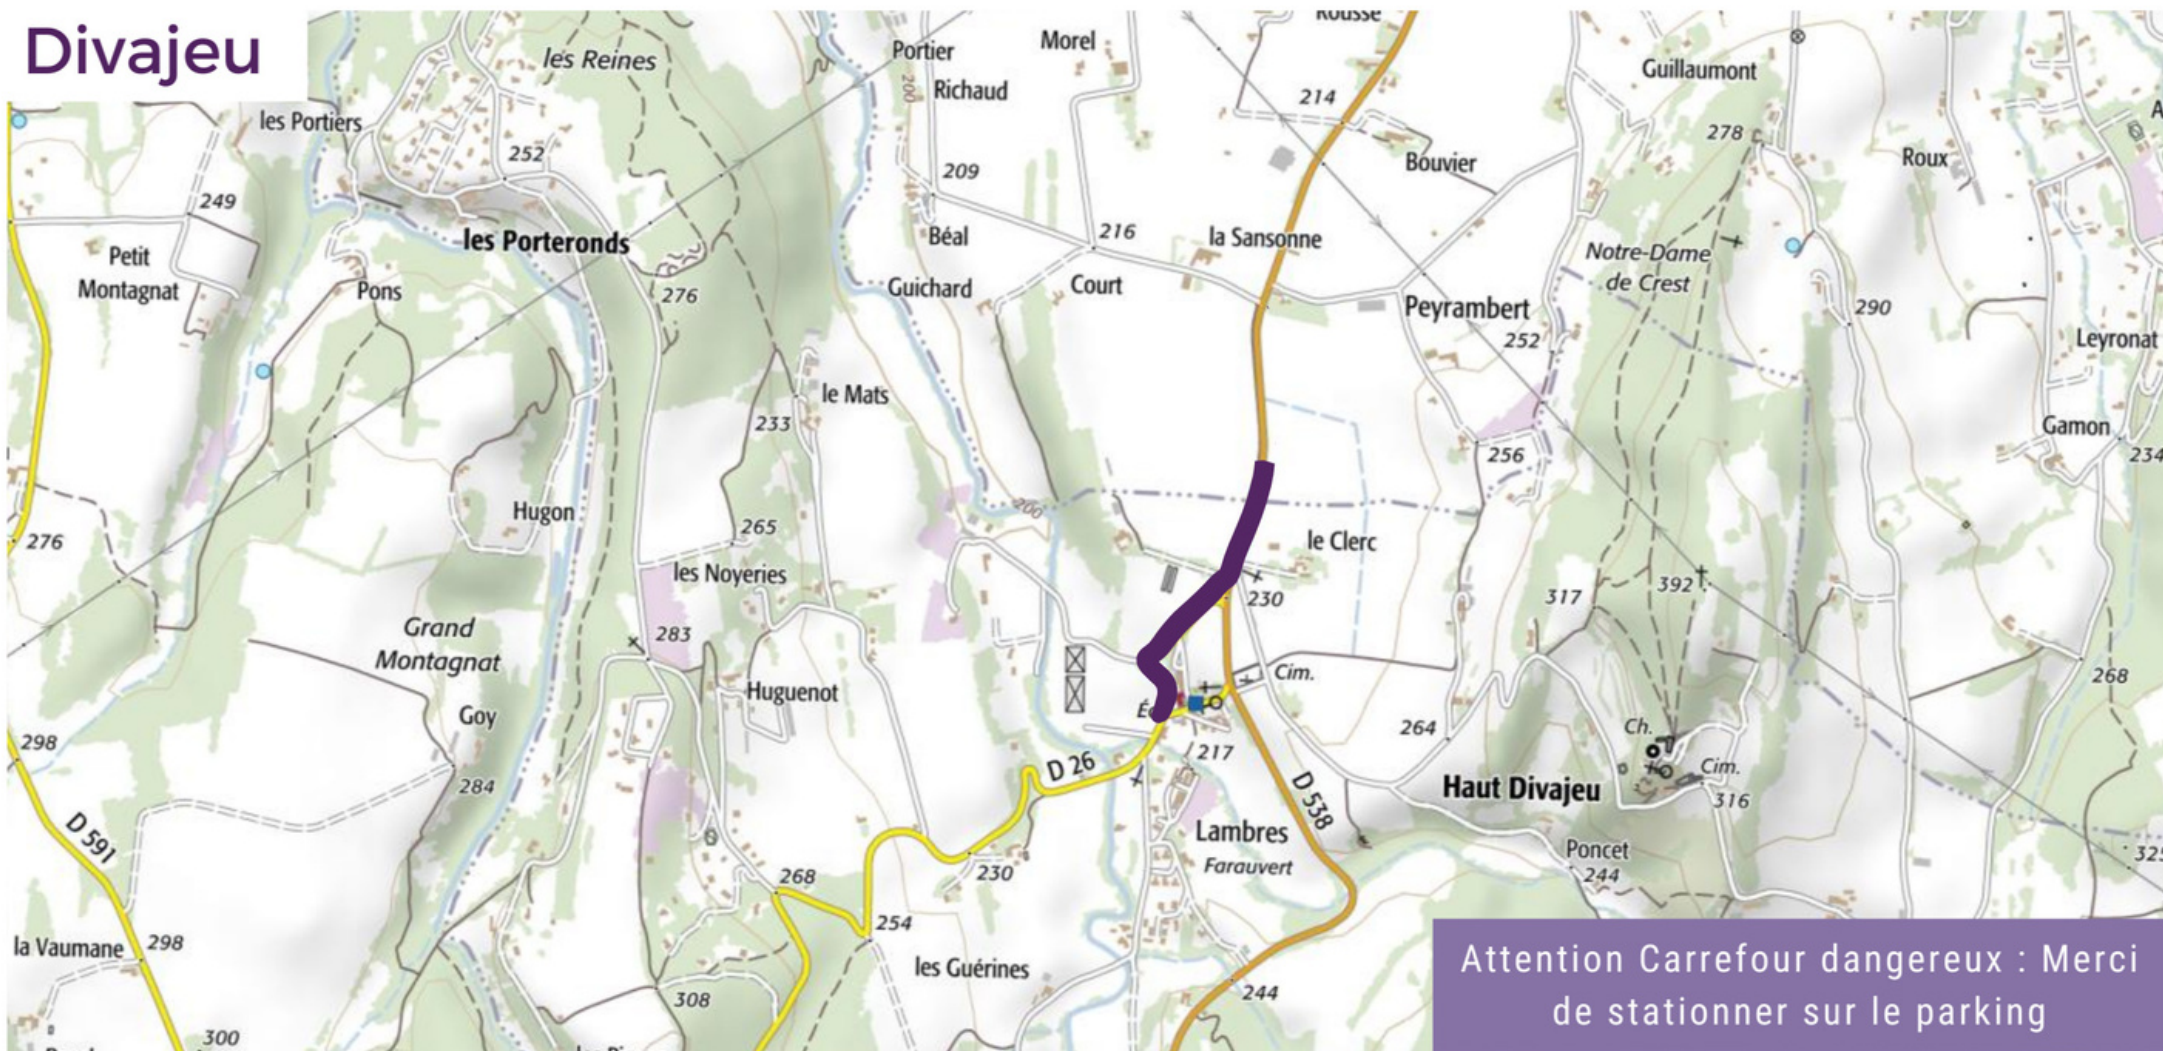 Divajeu
les Reines
Portier
Morel
Richaud
200
Guillaumont
214
les Portiers
278
252
Bouvier
Roux
209
249
216
la Sansonne
Béal
les Porteronds
Petit
Montagnat
Notre-Dame
de Crest
Pons
276
Guichard
Court
Peyrambert
290
252
Leyronat
le Mats
233
Gamon
256
234
Hugon
200
265
276
le Clerc
les Noyeries
317
392
230
Grand
Montagnat
283
Cim.
268
Huguenot
Goy
264
Ch.
298
217
D 26
Cim.
284
Haut Divajeu
316
D 538
D 591
Lambres
Farauvert
Poncet
244
325
268
230
254
la Vaumane
298
les Guérines
308
244
300
Attention Carrefour dangereux : Merci
de stationner sur le parking